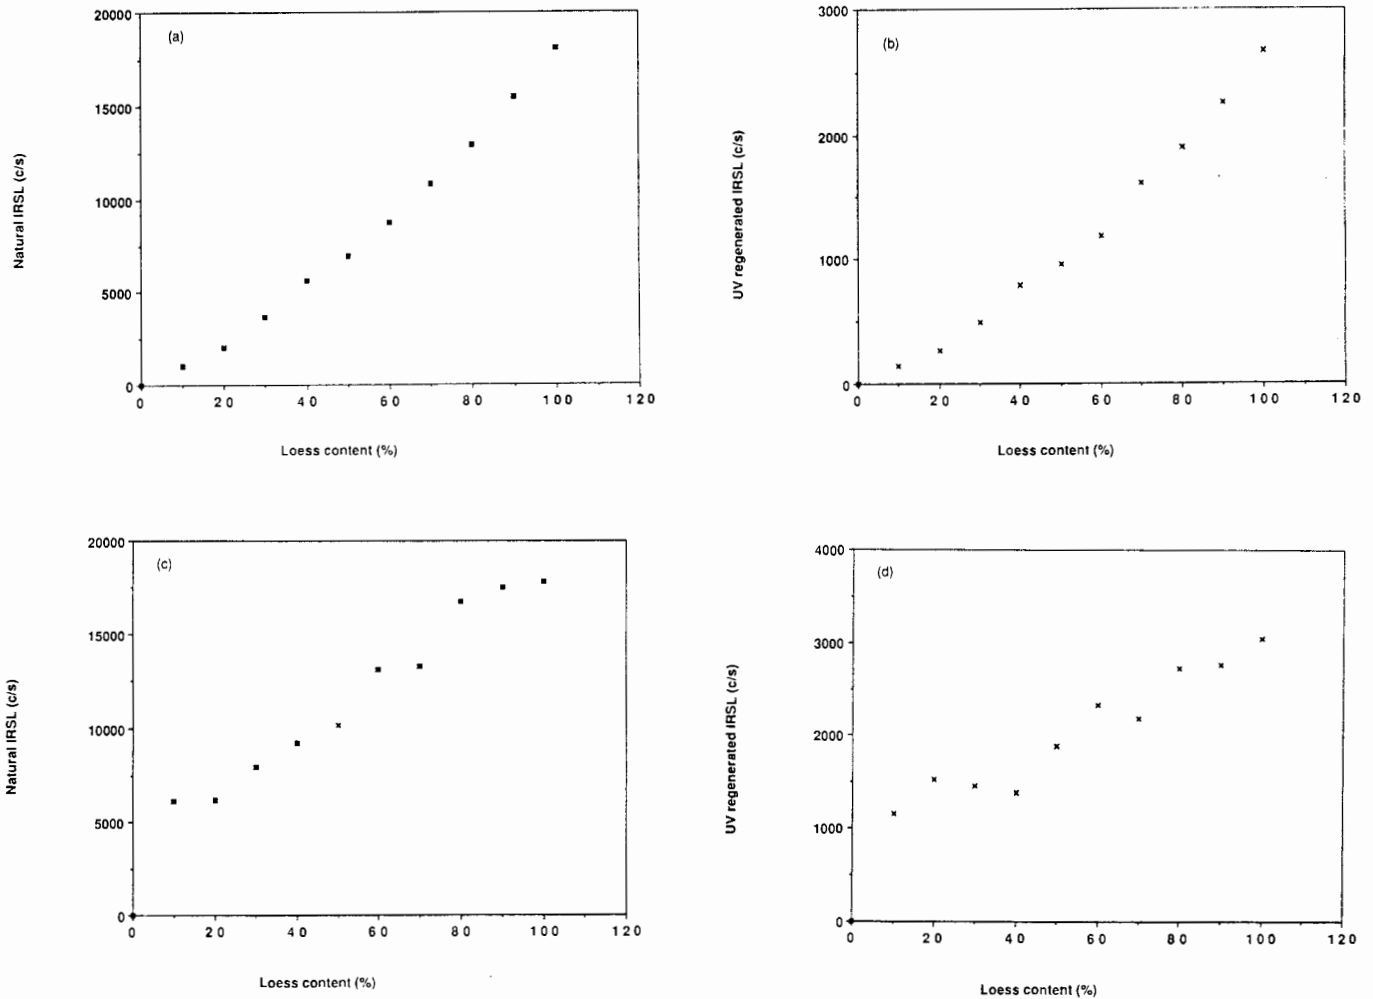 (a)
20000
15000
10000
5000
0
0 20 40 60 80 100 120
Natural IRSL (c/s)
Loess content (%)
(b)
3000
2000
1000
0
0 20 40 60 80 100 120
UV regenerated IRSL (c/s)
Loess content (%)
(c)
20000
15000
10000
5000
0
0 20 40 60 80 100 120
Natural IRSL (c/s)
Loess content (%)
(d)
4000
3000
2000
1000
0
0 20 40 60 80 100 120
UV regenerated IRSL (c/s)
Loess content (%)